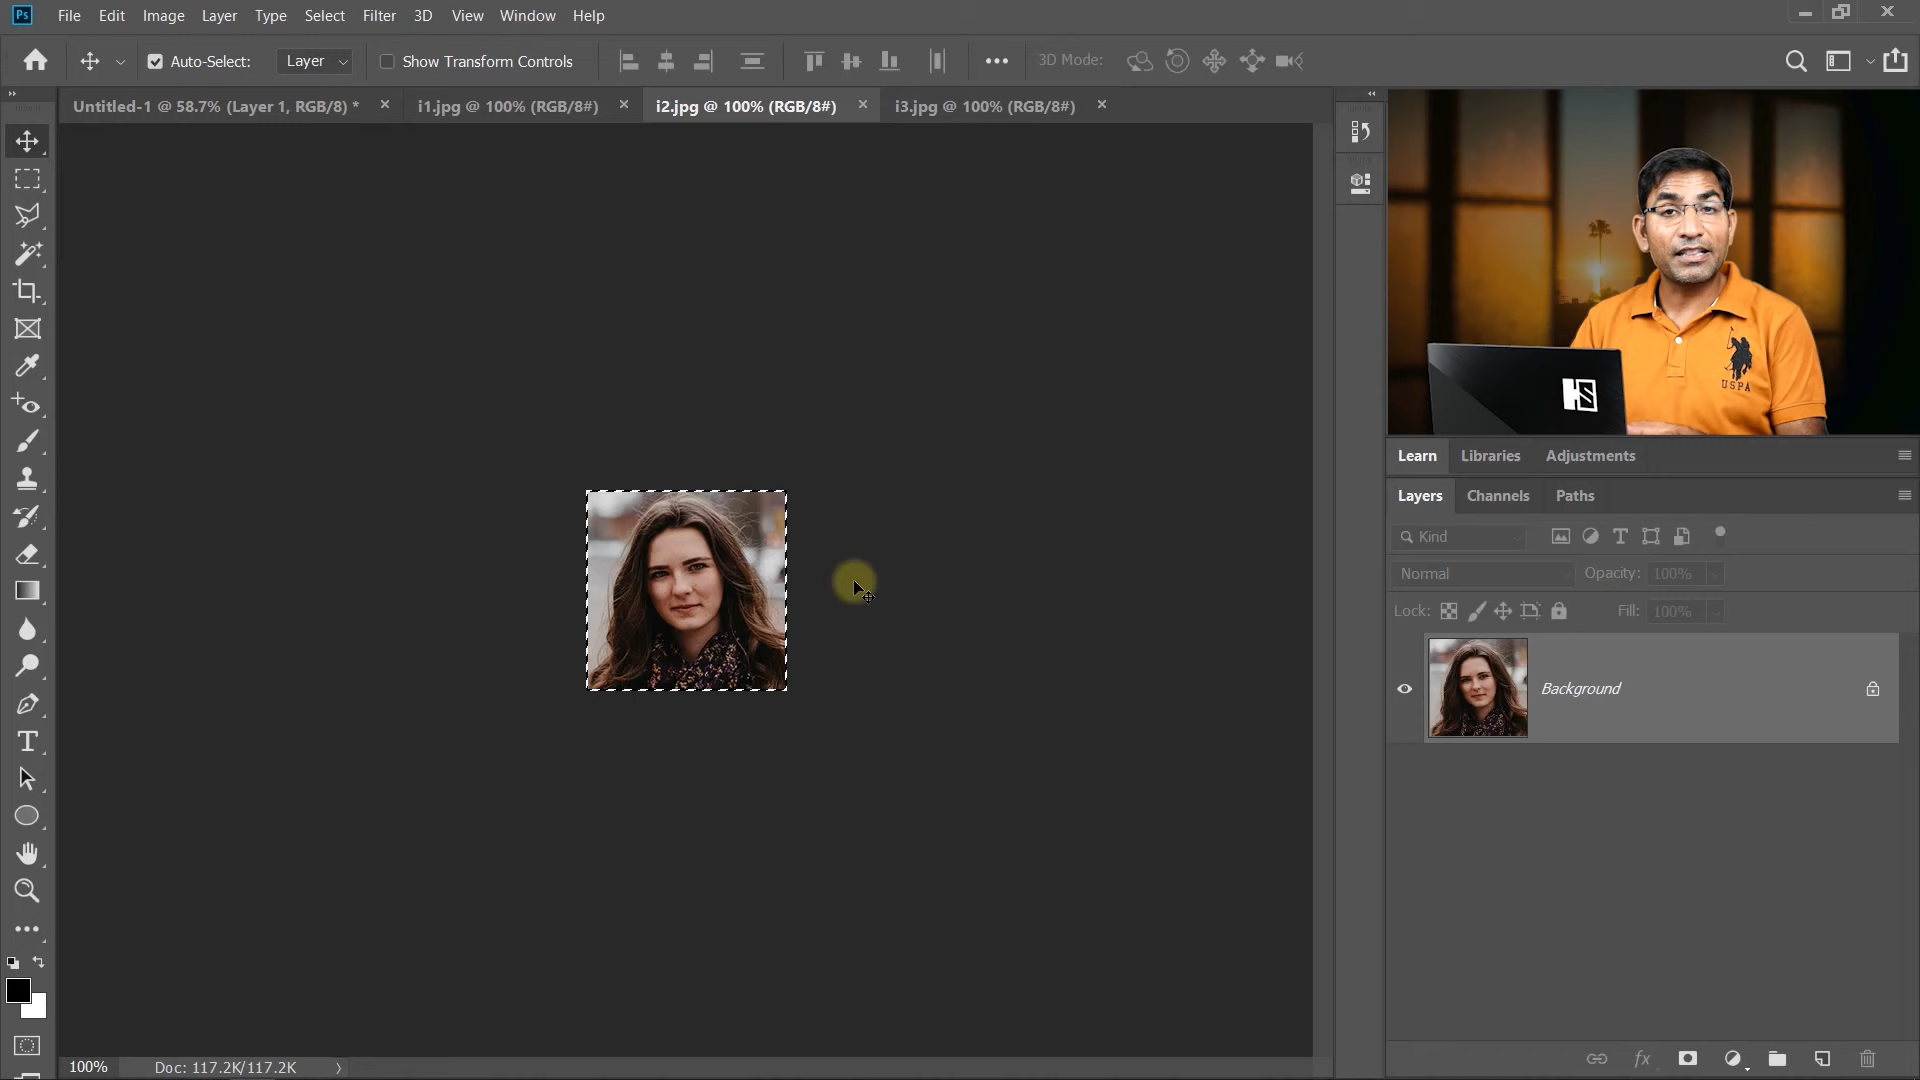 Ps File Edit Image Layer Type Select Filter 3D View Window Help
Auto-Select: Layer Show Transform Controls 3D Mode:
Untitled-1 @ 58.7% (Layer 1, RGB/8) * i1.jpg @ 100% (RGB/8#) i2.jpg @ 100% (RGB/8#) i3.jpg @ 100% (RGB/8#)
USPA
Learn Libraries Adjustments
Layers Channels Paths
Kind
Normal Opacity: 100%
Lock: Fill: 100%
Background
100% Doc: 117.2K/117.2K